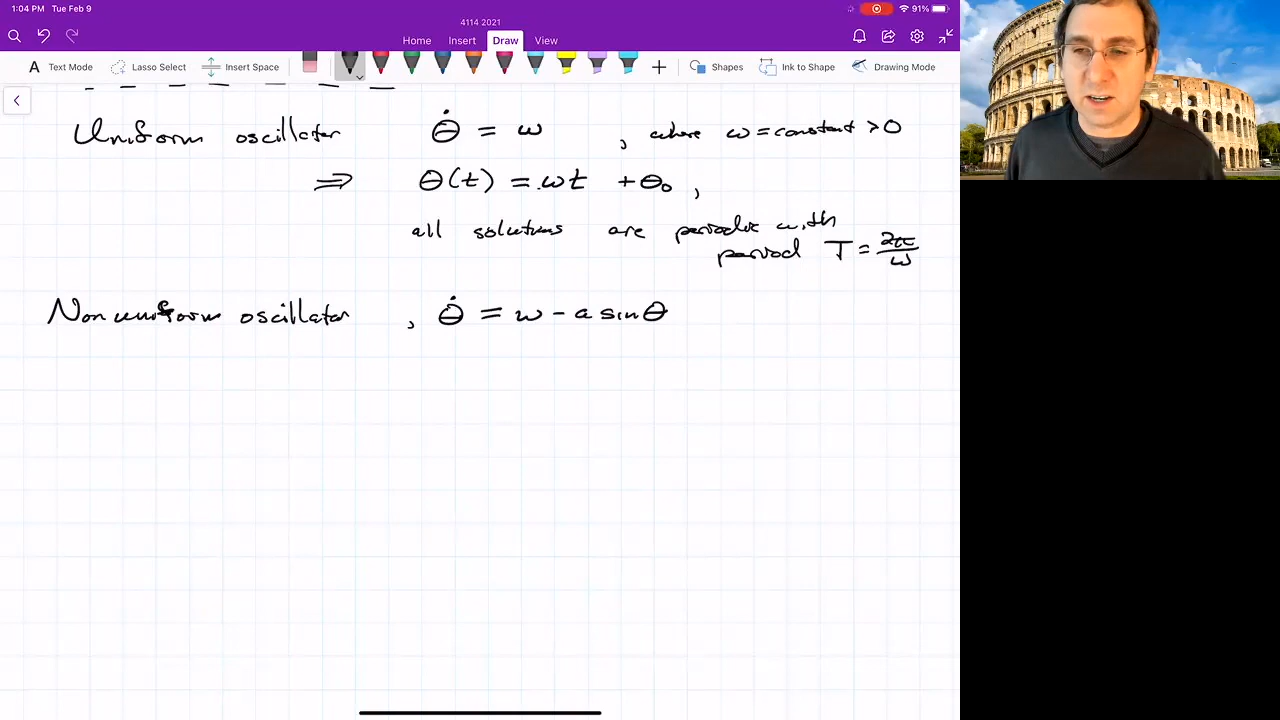 1:04 PM Tue Feb 9
91%
4114 2021
Home Insert Draw View
Text Mode Lasso Select Insert Space Shapes Ink to Shape Drawing Mode
Uniform oscillator θ̇ = ω , where ω = constant > 0
⇒ θ(t) = ωt + θ₀ ,
all solutions are periodic with
period T = 2π/ω
Nonuniform oscillator , θ̇ = ω - a sin θ